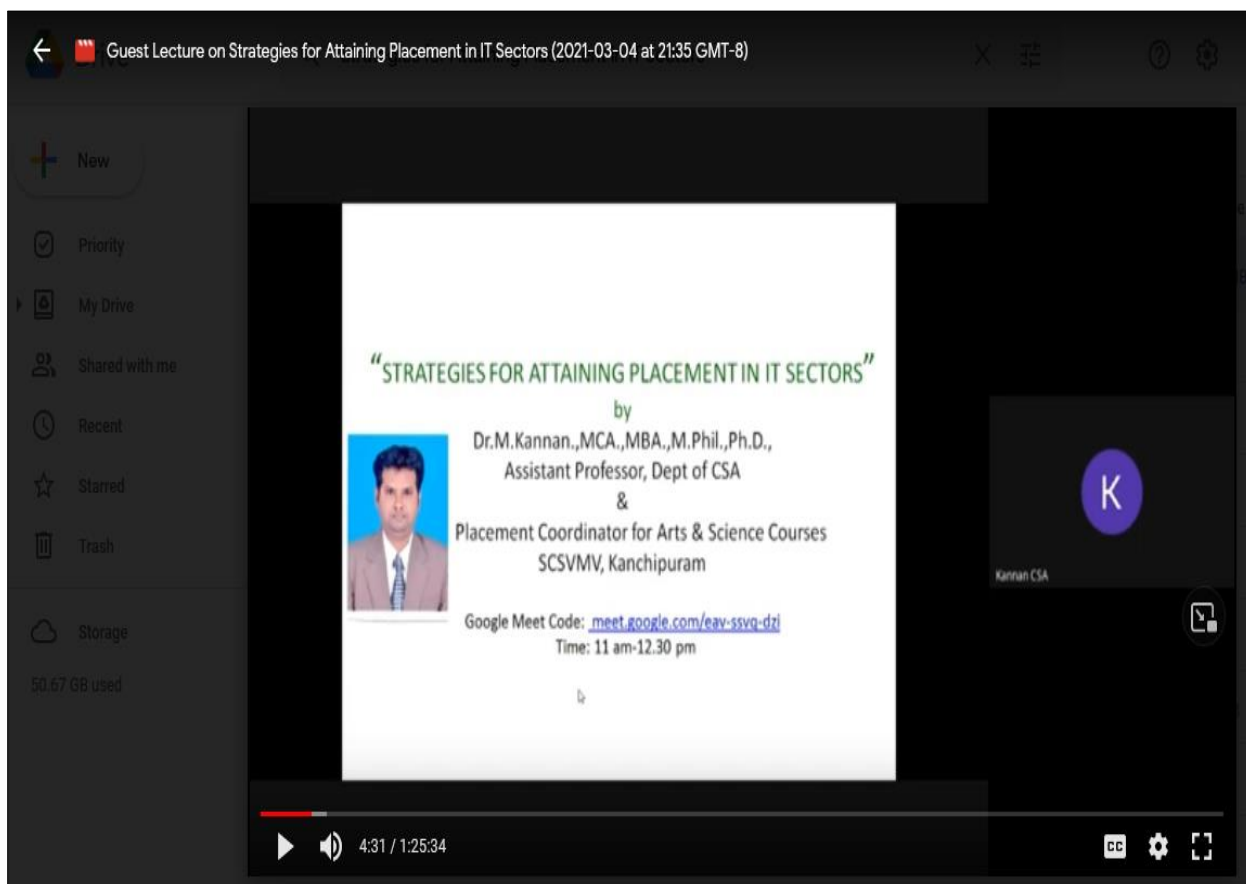 Guest Lecture on Strategies for Attaining Placement in IT Sectors (2021-03-04 at 21:35 GMT-8)
New
Priority
My Drive
Shared with me
Recent
Starred
Trash
Storage
50.67 GB used
“STRATEGIES FOR ATTAINING PLACEMENT IN IT SECTORS”
by
Dr.M.Kannan.,MCA.,MBA.,M.Phil.,Ph.D.,
Assistant Professor, Dept of CSA
&
Placement Coordinator for Arts & Science Courses
SCSVMV, Kanchipuram
Google Meet Code: meet.google.com/eav-ssvq-dzi
Time: 11 am-12.30 pm
K
Kannan CSA
4:31 / 1:25:34
CC